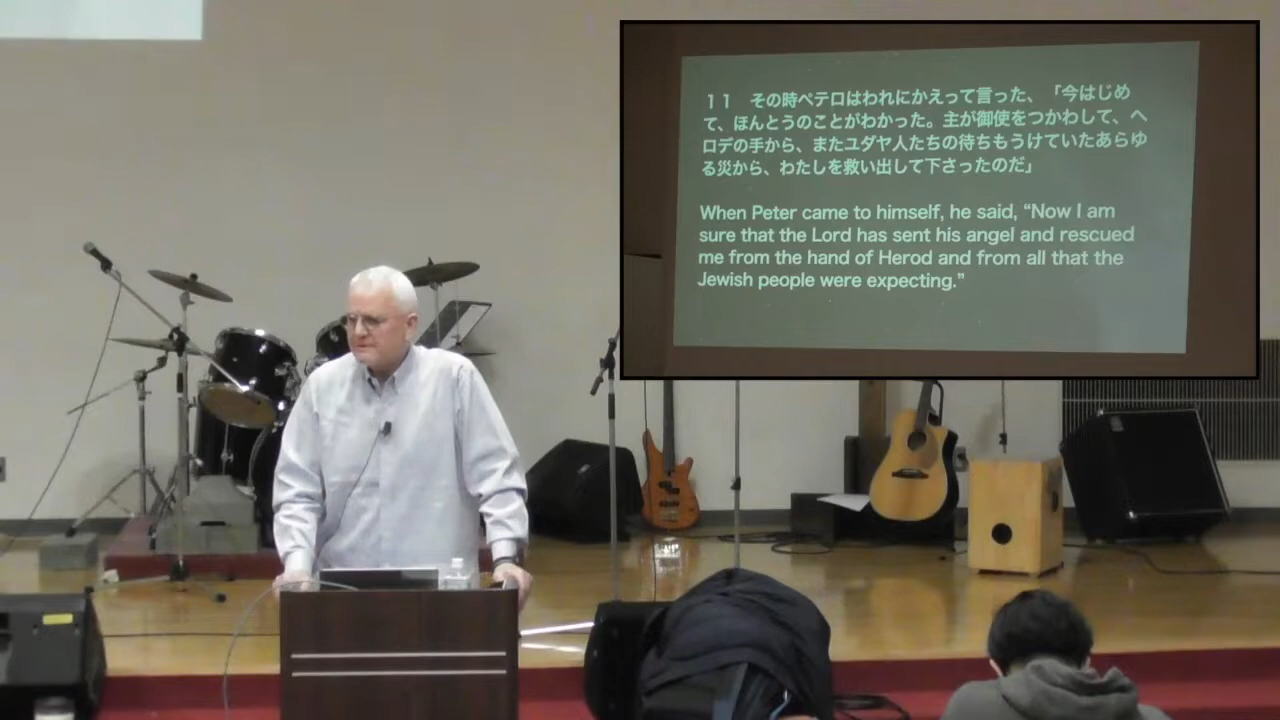 11　その時ペテロはわれにかえって言った、「今はじめ
て、ほんとうのことがわかった。主が御使をつかわして、ヘ
ロデの手から、またユダヤ人たちの待ちもうけていたあらゆ
る災から、わたしを救い出して下さったのだ」
When Peter came to himself, he said, “Now I am
sure that the Lord has sent his angel and rescued
me from the hand of Herod and from all that the
Jewish people were expecting.”